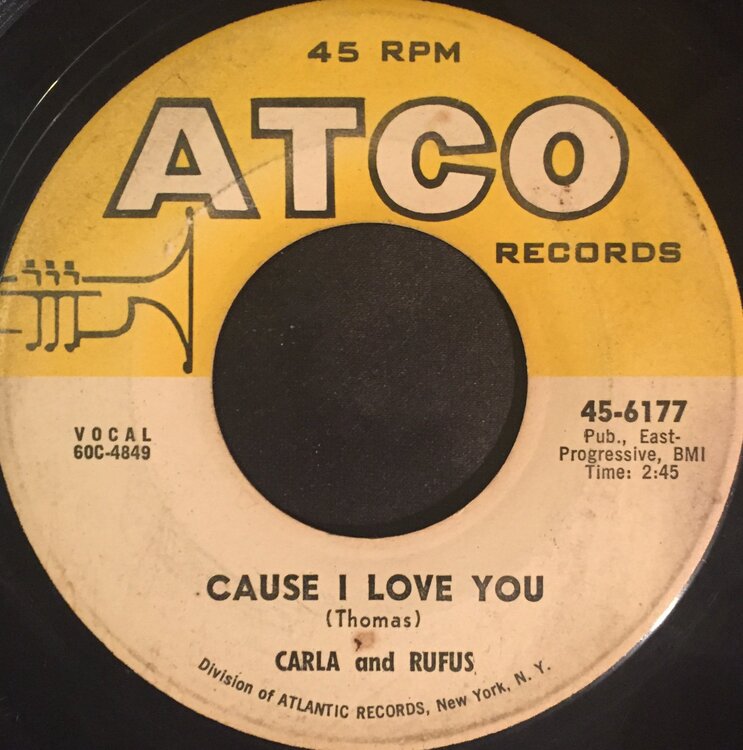 45 RPM
ATCO
RECORDS
VOCAL
60C-4849
45-6177
Pub., East-
Progressive, BMI
Time: 2:45
CAUSE I LOVE YOU
(Thomas)
CARLA and RUFUS
Division of ATLANTIC RECORDS, New York, N. Y.